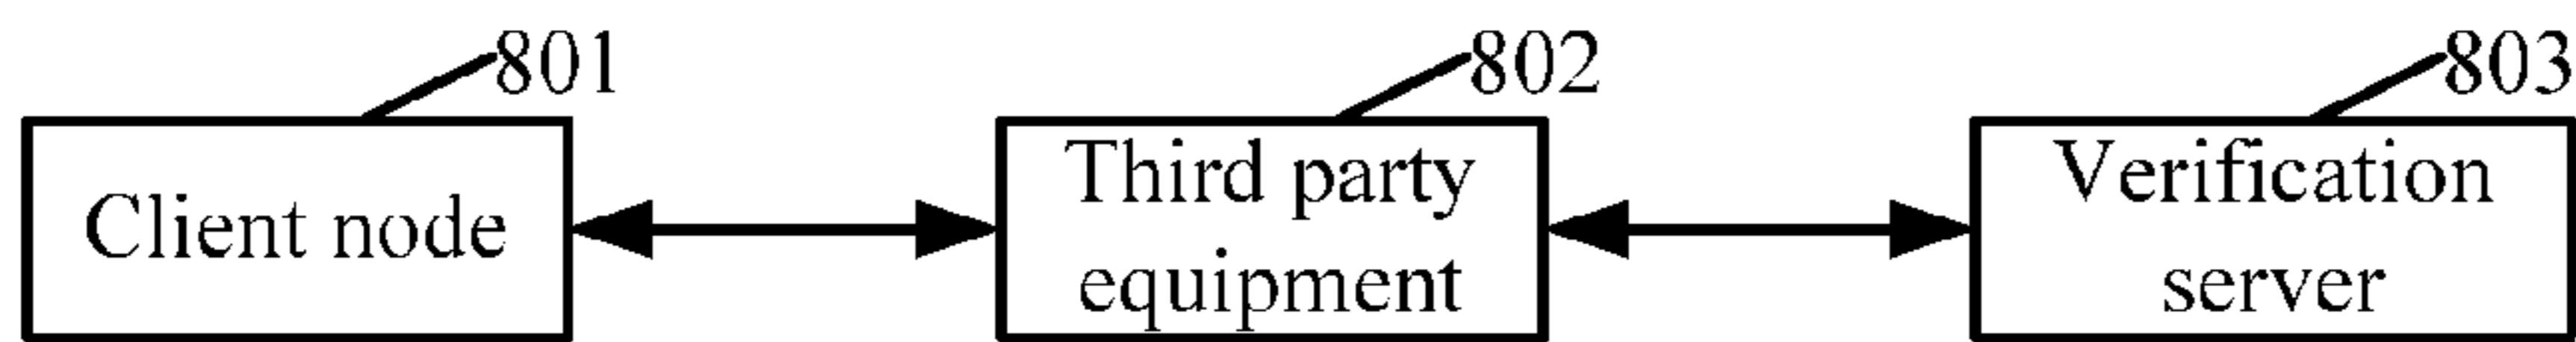 801
802
803
Client node
Third party
equipment
Verification
server